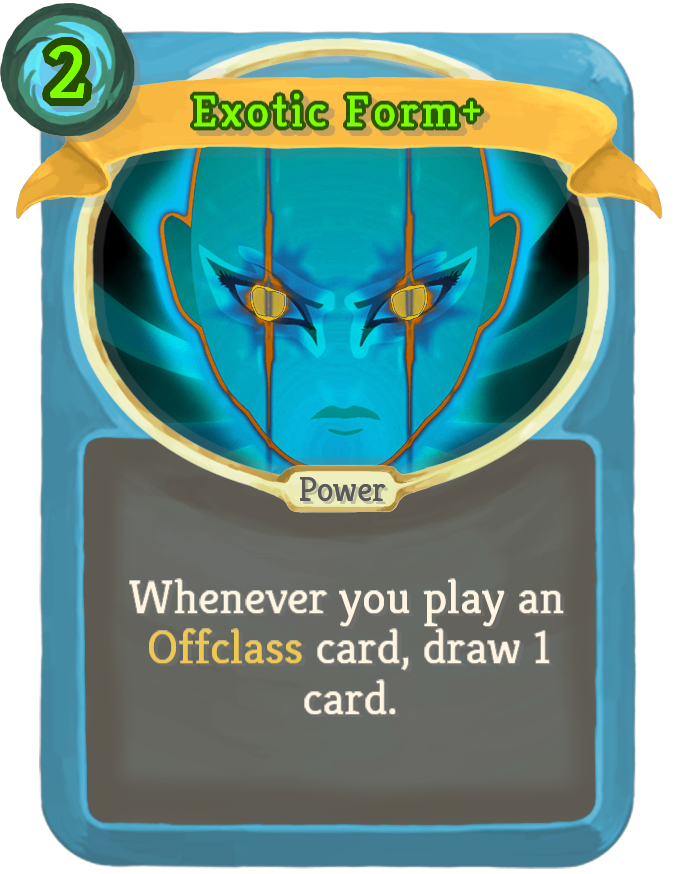 2
Exotic Form+
Power
Whenever you play an
Offclass card, draw 1
card.